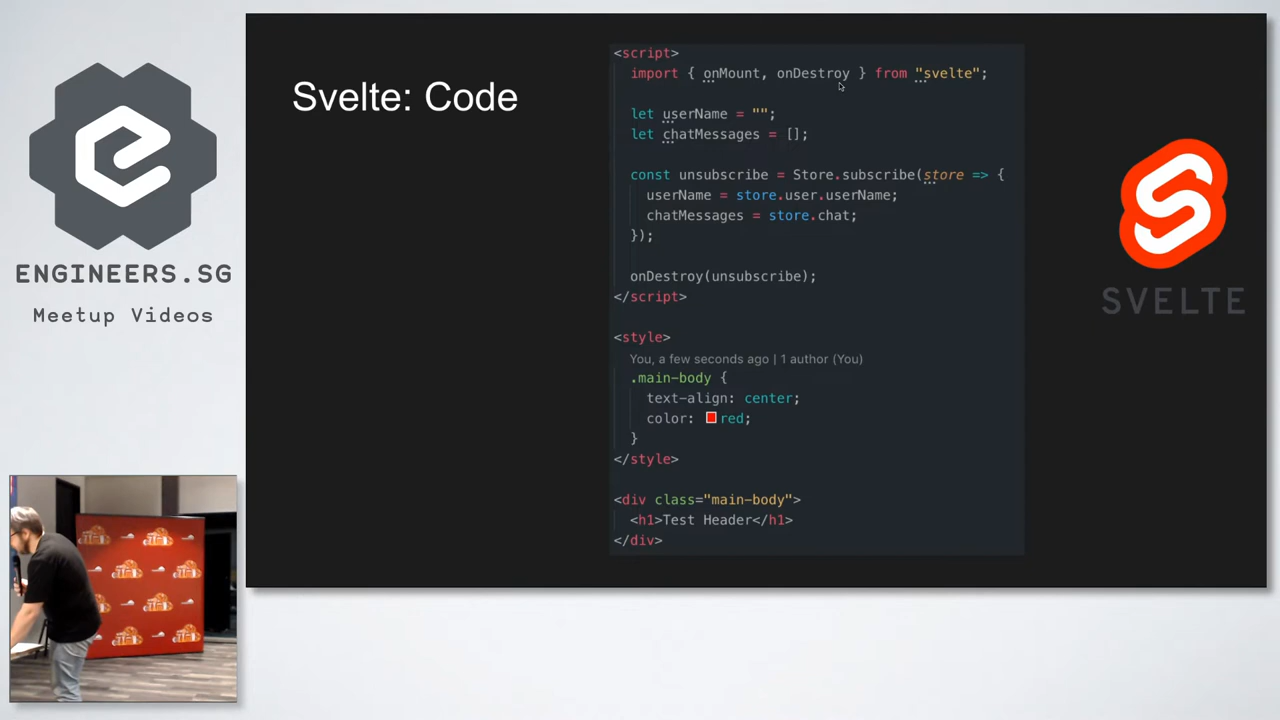 ENGINEERS.SG
Meetup Videos
Svelte: Code
<script>
import { onMount, onDestroy } from "svelte";
let userName = "";
let chatMessages = [];
const unsubscribe = Store.subscribe(store => {
userName = store.user.userName;
chatMessages = store.chat;
});
onDestroy(unsubscribe);
</script>
<style>
You, a few seconds ago | 1 author (You)
.main-body {
text-align: center;
color: red;
}
</style>
<div class="main-body">
<h1>Test Header</h1>
</div>
SVELTE